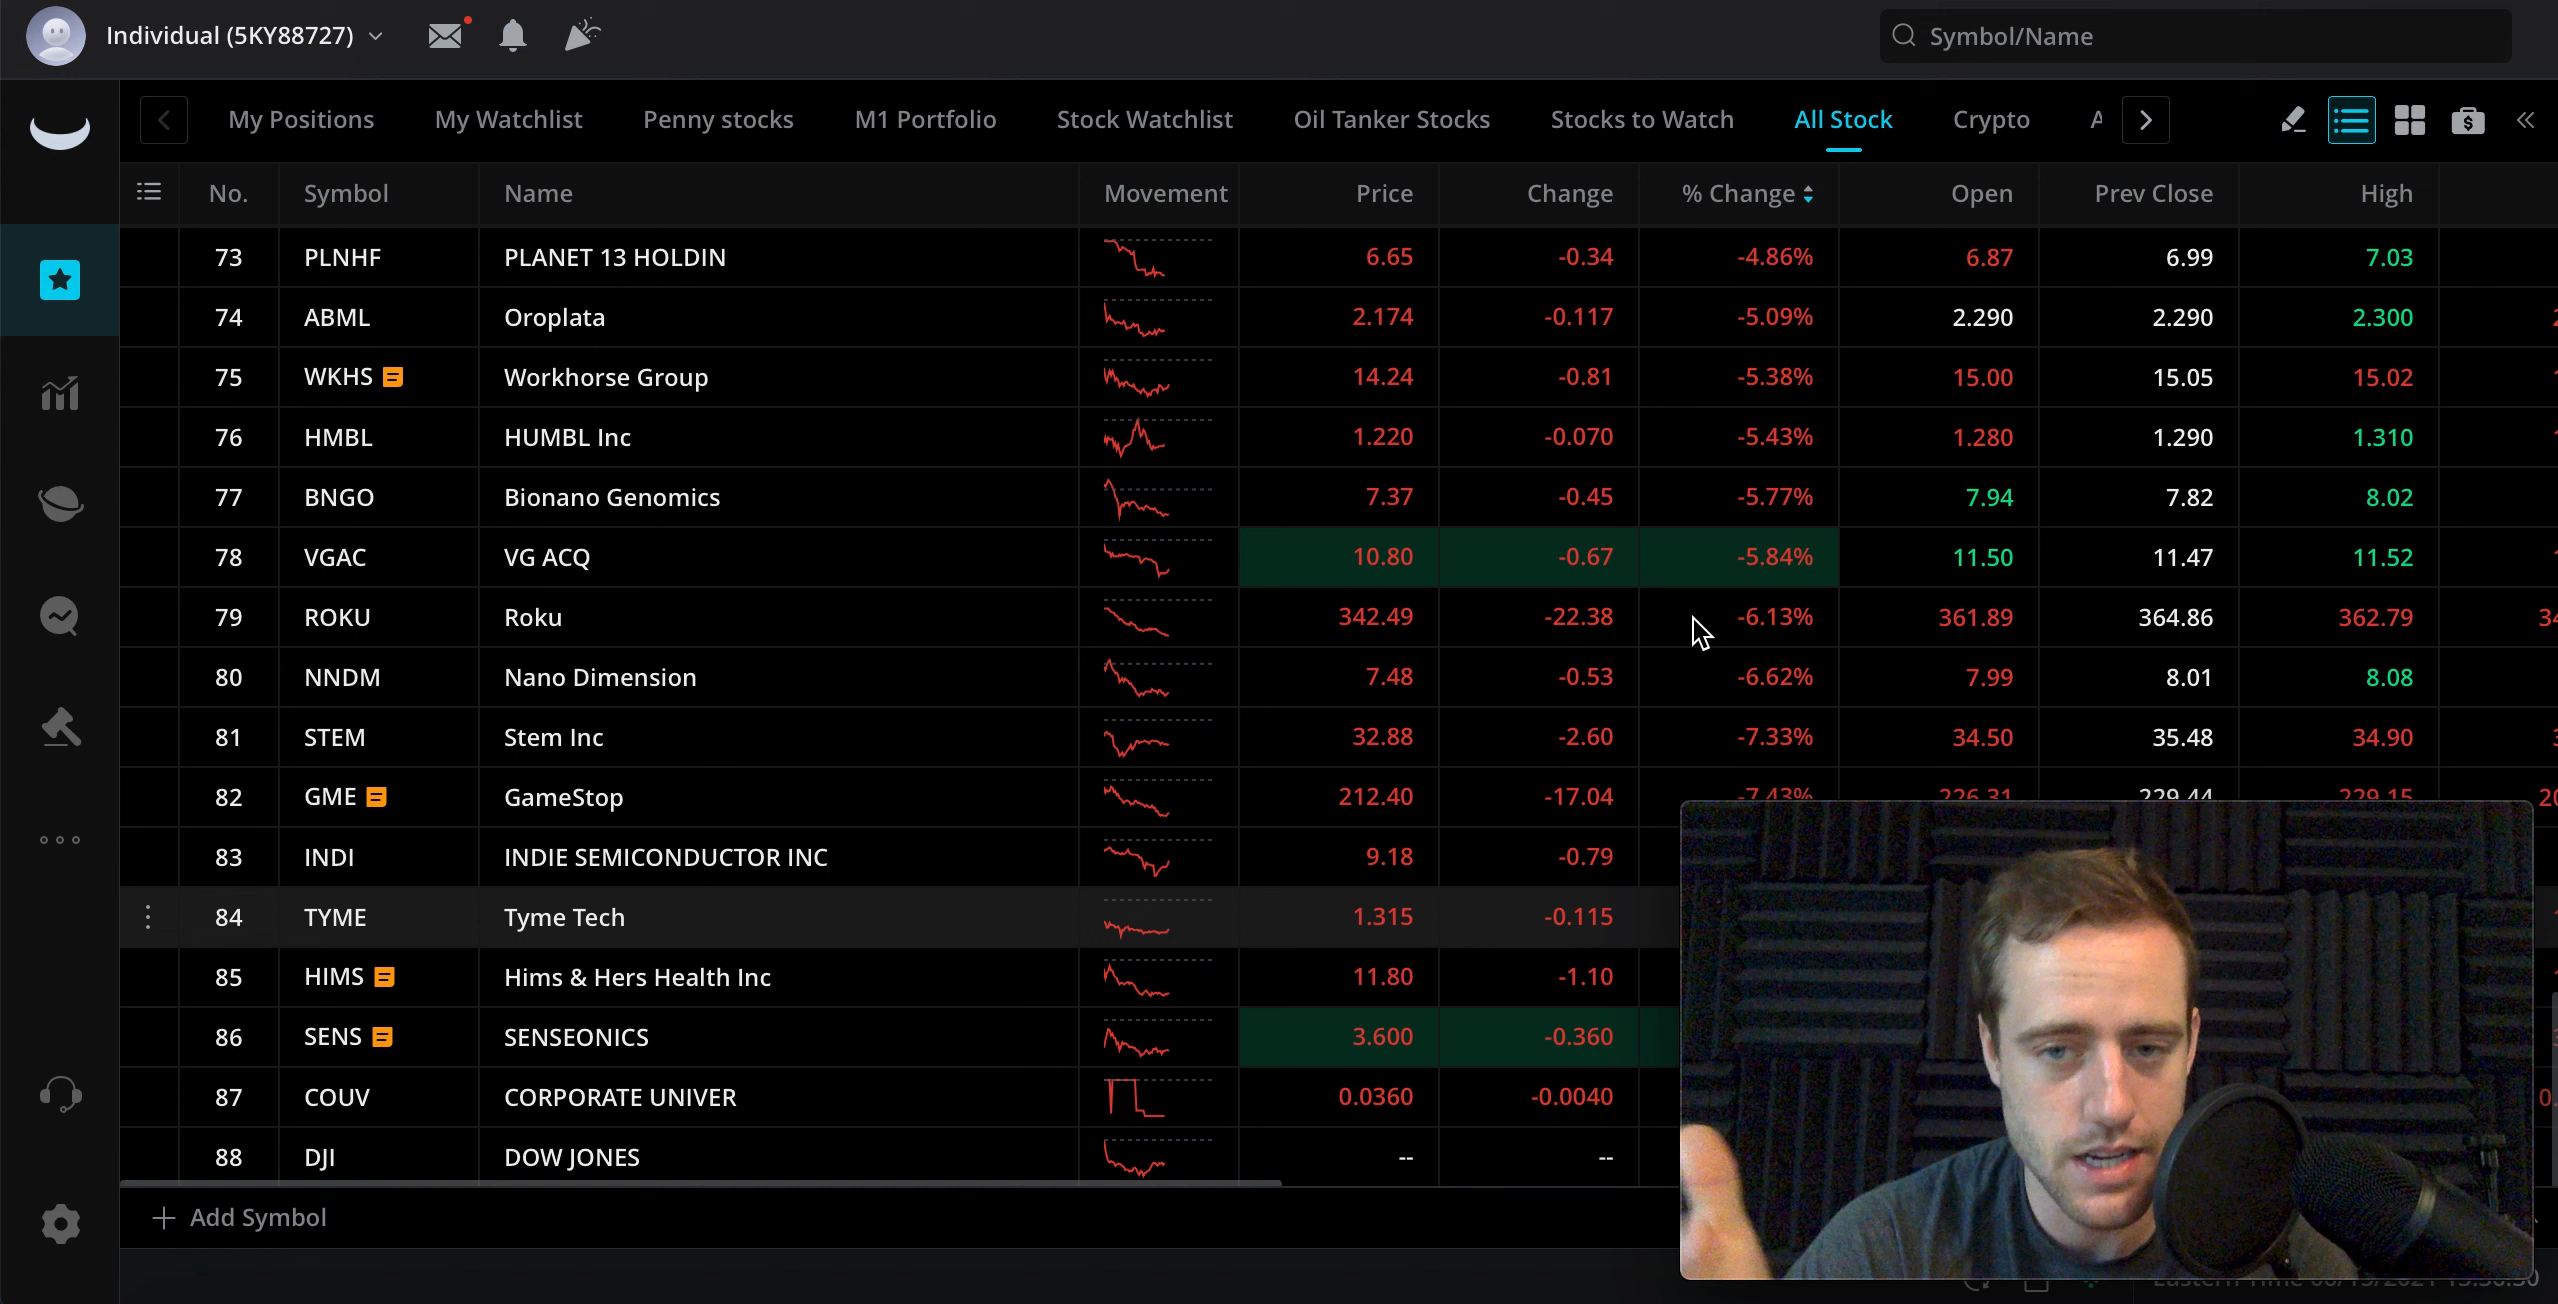 Individual (5KY88727)
Symbol/Name
My Positions My Watchlist Penny stocks M1 Portfolio Stock Watchlist Oil Tanker Stocks Stocks to Watch All Stock Crypto
No. Symbol Name Movement Price Change % Change Open Prev Close High
73 PLNHF PLANET 13 HOLDIN 6.65 -0.34 -4.86% 6.87 6.99 7.03
74 ABML Oroplata 2.174 -0.117 -5.09% 2.290 2.290 2.300
75 WKHS Workhorse Group 14.24 -0.81 -5.38% 15.00 15.05 15.02
76 HMBL HUMBL Inc 1.220 -0.070 -5.43% 1.280 1.290 1.310
77 BNGO Bionano Genomics 7.37 -0.45 -5.77% 7.94 7.82 8.02
78 VGAC VG ACQ 10.80 -0.67 -5.84% 11.50 11.47 11.52
79 ROKU Roku 342.49 -22.38 -6.13% 361.89 364.86 362.79
80 NNDM Nano Dimension 7.48 -0.53 -6.62% 7.99 8.01 8.08
81 STEM Stem Inc 32.88 -2.60 -7.33% 34.50 35.48 34.90
82 GME GameStop 212.40 -17.04 -7.43% 226.31 229.44 229.15
83 INDI INDIE SEMICONDUCTOR INC 9.18 -0.79
84 TYME Tyme Tech 1.315 -0.115
85 HIMS Hims & Hers Health Inc 11.80 -1.10
86 SENS SENSEONICS 3.600 -0.360
87 COUV CORPORATE UNIVER 0.0360 -0.0040
88 DJI DOW JONES -- --
+ Add Symbol